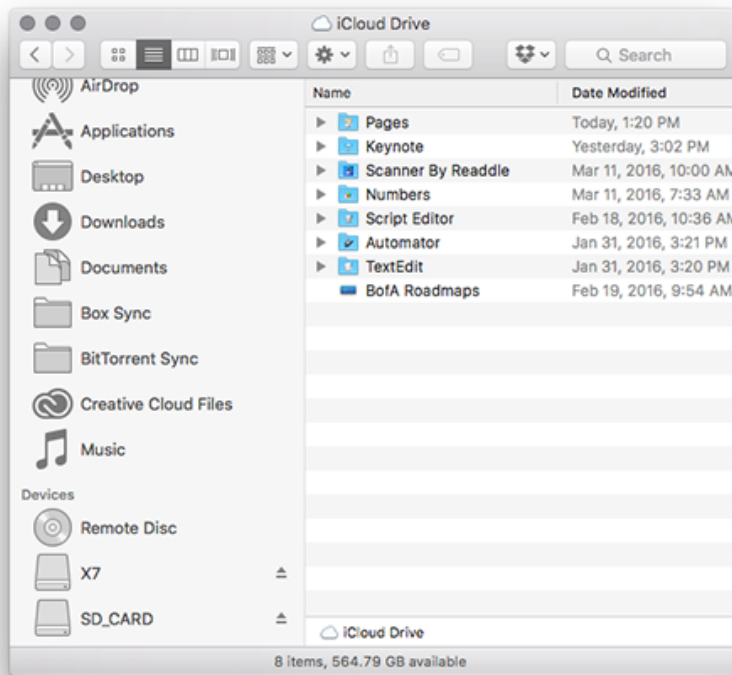 iCloud Drive
Search
AirDrop
Applications
Desktop
Downloads
Documents
Box Sync
BitTorrent Sync
Creative Cloud Files
Music
Devices
Remote Disc
X7
SD_CARD
Name Date Modified
Pages Today, 1:20 PM
Keynote Yesterday, 3:02 PM
Scanner By Readdle Mar 11, 2016, 10:00 AM
Numbers Mar 11, 2016, 7:33 AM
Script Editor Feb 18, 2016, 10:36 AM
Automator Jan 31, 2016, 3:21 PM
TextEdit Jan 31, 2016, 3:20 PM
BofA Roadmaps Feb 19, 2016, 9:54 AM
iCloud Drive
8 items, 564.79 GB available